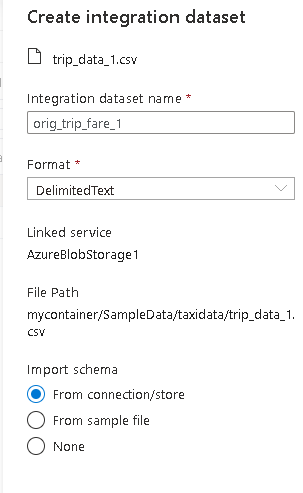 Create integration dataset
trip_data_1.csv
Integration dataset name *
orig_trip_fare_1
Format *
DelimitedText
Linked service
AzureBlobStorage1
File Path
mycontainer/SampleData/taxidata/trip_data_1.
csv
Import schema
From connection/store
From sample file
None